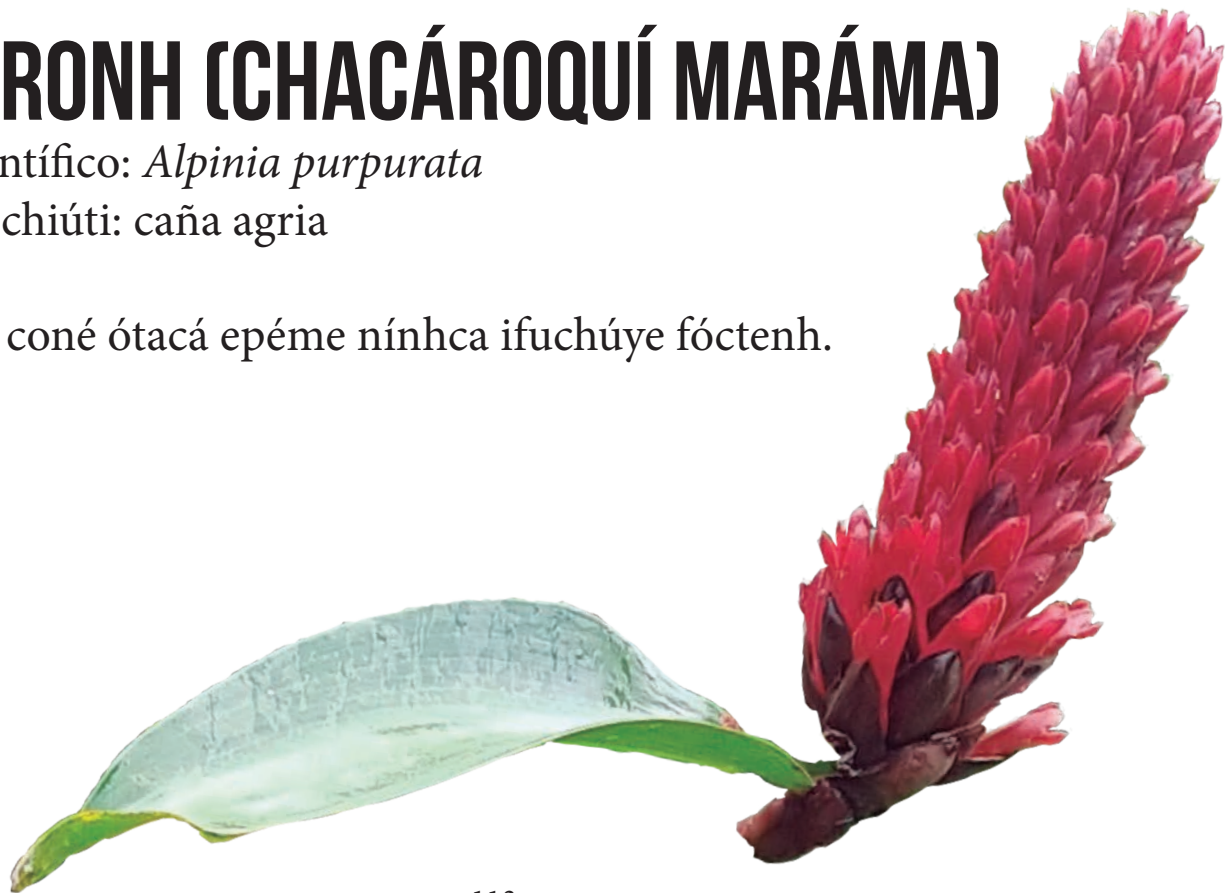 RONH (CHACÁROQUÍ MARÁMA)
ntífico: Alpinia purpurata
chiúti: caña agria
coné ótacá epéme nínhca ifuchúye fóctenh.